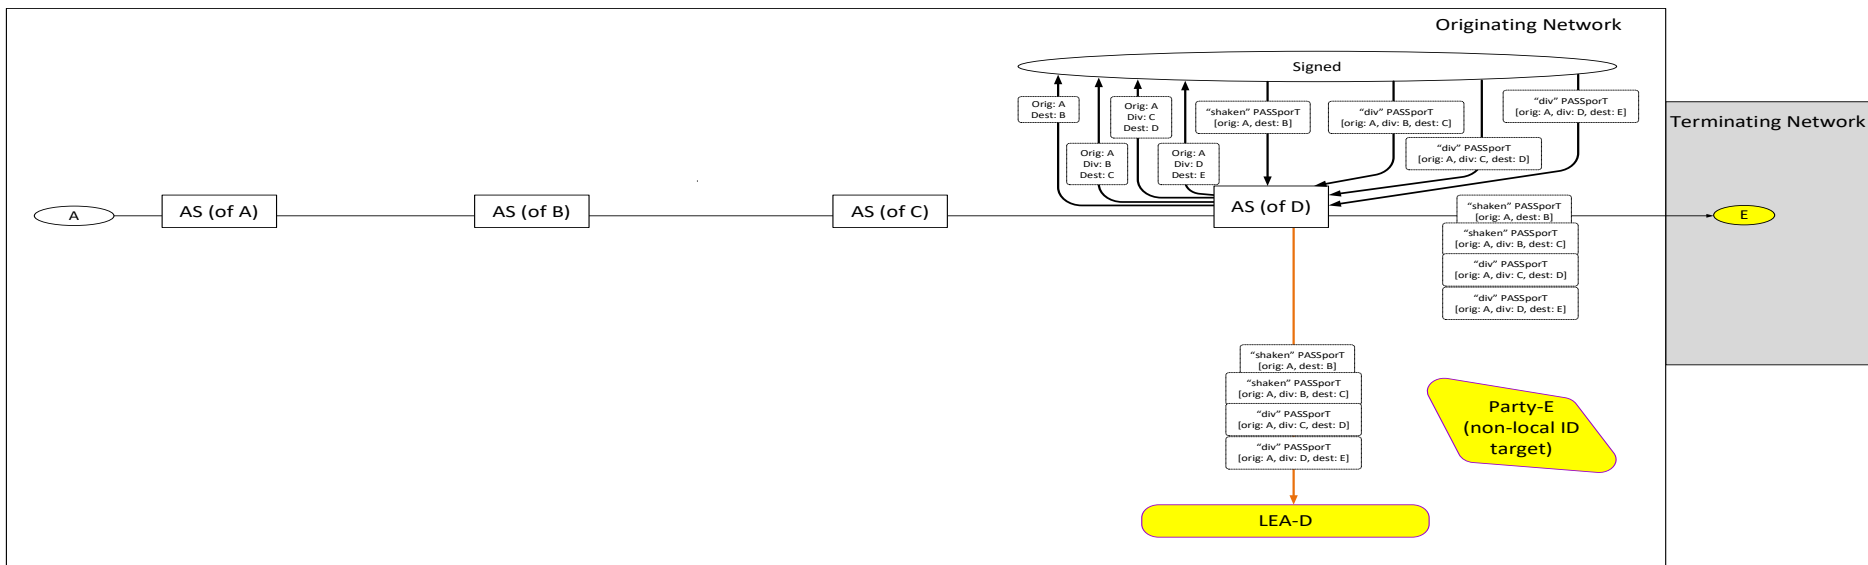 Originating Network
Signed
Orig: A
Dest: B
Orig: A
Div: C
Dest: D
"shaken" PASSporT
[orig: A, dest: B]
"div" PASSporT
[orig: A, div: B, dest: C]
"div" PASSporT
[orig: A, div: D, dest: E]
Terminating Network
Orig: A
Div: B
Dest: C
Orig: A
Div: D
Dest: E
"div" PASSporT
[orig: A, div: C, dest: D]
A
AS (of A)
AS (of B)
AS (of C)
AS (of D)
"shaken" PASSporT
[orig: A, dest: B]
"shaken" PASSporT
[orig: A, div: B, dest: C]
"div" PASSporT
[orig: A, div: C, dest: D]
"div" PASSporT
[orig: A, div: D, dest: E]
E
"shaken" PASSporT
[orig: A, dest: B]
"shaken" PASSporT
[orig: A, div: B, dest: C]
"div" PASSporT
[orig: A, div: C, dest: D]
"div" PASSporT
[orig: A, div: D, dest: E]
Party-E
(non-local ID
target)
LEA-D